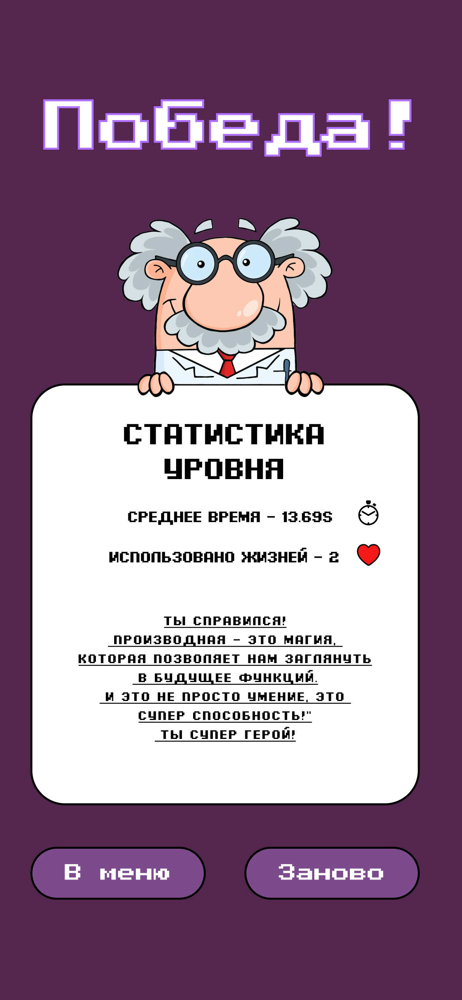 Победа!
СТАТИСТИКА
УРОВНЯ
СРЕДНЕЕ ВРЕМЯ - 13.69S
ИСПОЛЬЗОВАНО ЖИЗНЕЙ - 2
ТЫ СПРАВИЛСЯ!
ПРОИЗВОДНАЯ - ЭТО МАГИЯ,
КОТОРАЯ ПОЗВОЛЯЕТ НАМ ЗАГЛЯНУТЬ
В БУДУЩЕЕ ФУНКЦИЙ.
И ЭТО НЕ ПРОСТО УМЕНИЕ, ЭТО
СУПЕР СПОСОБНОСТЬ!"
ТЫ СУПЕР ГЕРОЙ!
В меню
Заново